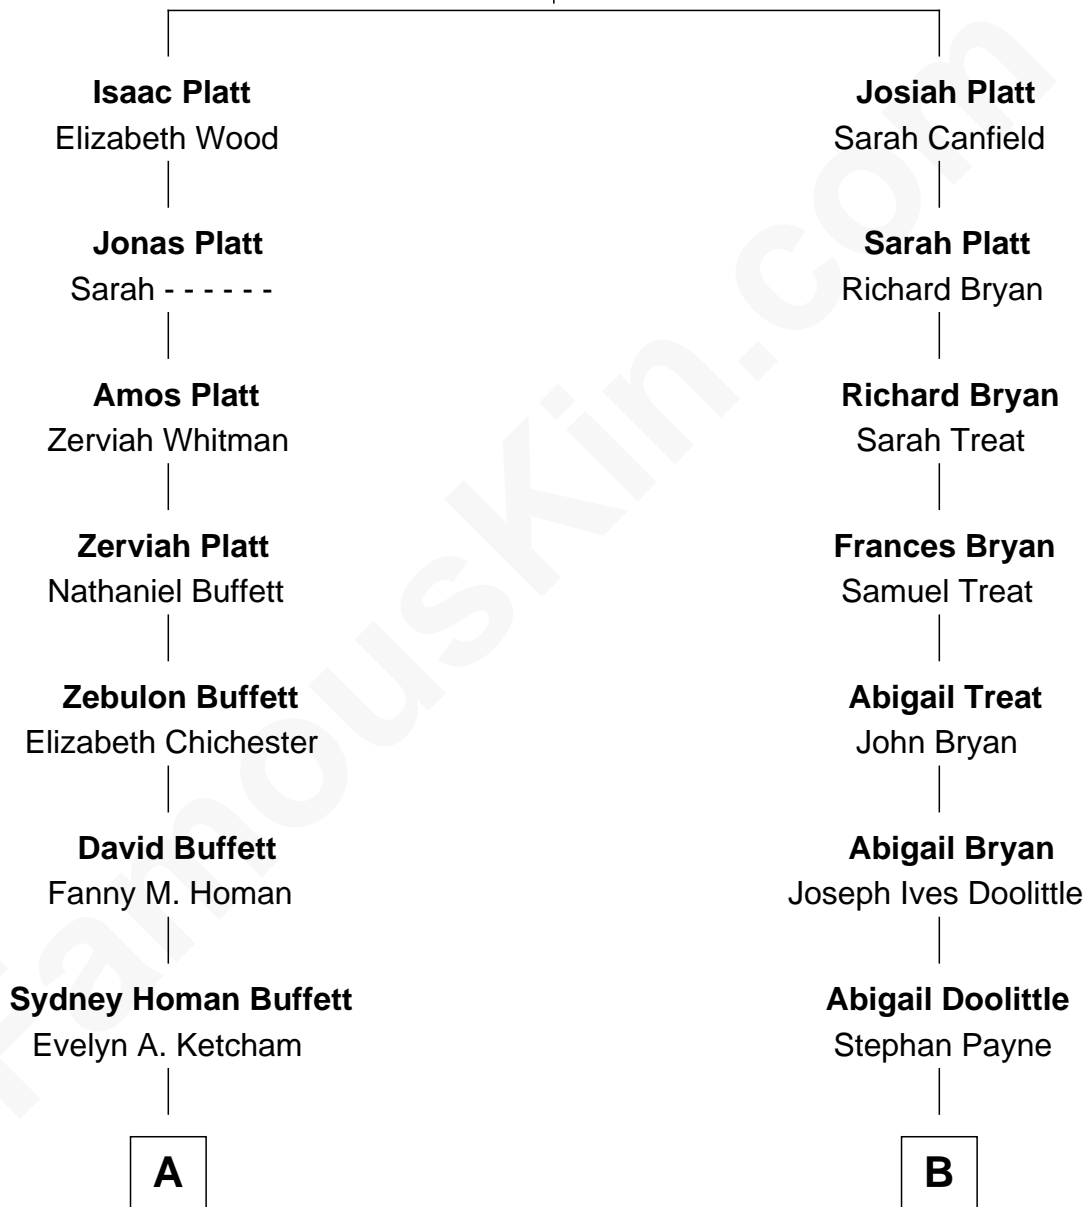 Isaac Platt
Elizabeth Wood
Jonas Platt
Sarah - - - - - -
Amos Platt
Zerviah Whitman
Zerviah Platt
Nathaniel Buffett
Zebulon Buffett
Elizabeth Chichester
David Buffett
Fanny M. Homan
Sydney Homan Buffett
Evelyn A. Ketcham
A
Josiah Platt
Sarah Canfield
Sarah Platt
Richard Bryan
Richard Bryan
Sarah Treat
Frances Bryan
Samuel Treat
Abigail Treat
John Bryan
Abigail Bryan
Joseph Ives Doolittle
Abigail Doolittle
Stephan Payne
B
FamousKin.com